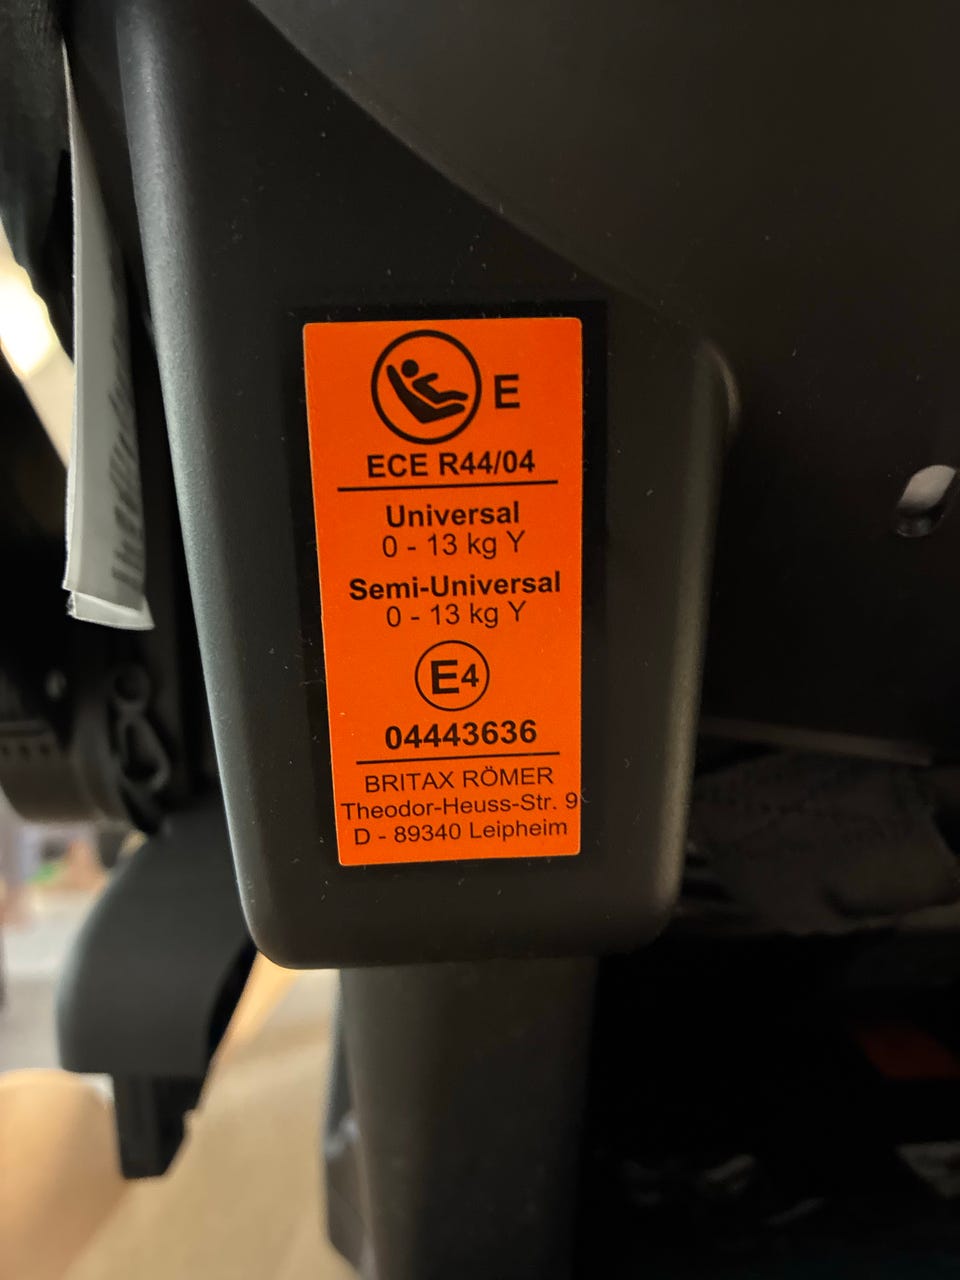 E
ECE R44/04
Universal
0 - 13 kg Y
Semi-Universal
0 - 13 kg Y
E4
04443636
BRITAX RÖMER
Theodor-Heuss-Str. 9
D - 89340 Leipheim